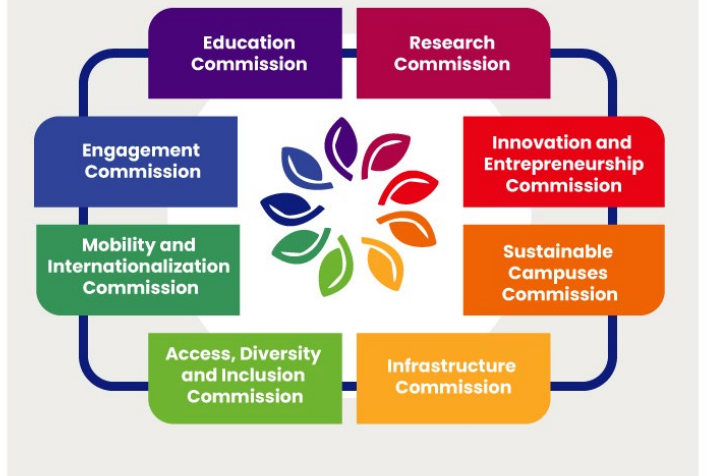 Education
Commission
Research
Commission
Engagement
Commission
Innovation and
Entrepreneurship
Commission
Mobility and
Internationalization
Commission
Sustainable
Campuses
Commission
Access, Diversity
and Inclusion
Commission
Infrastructure
Commission